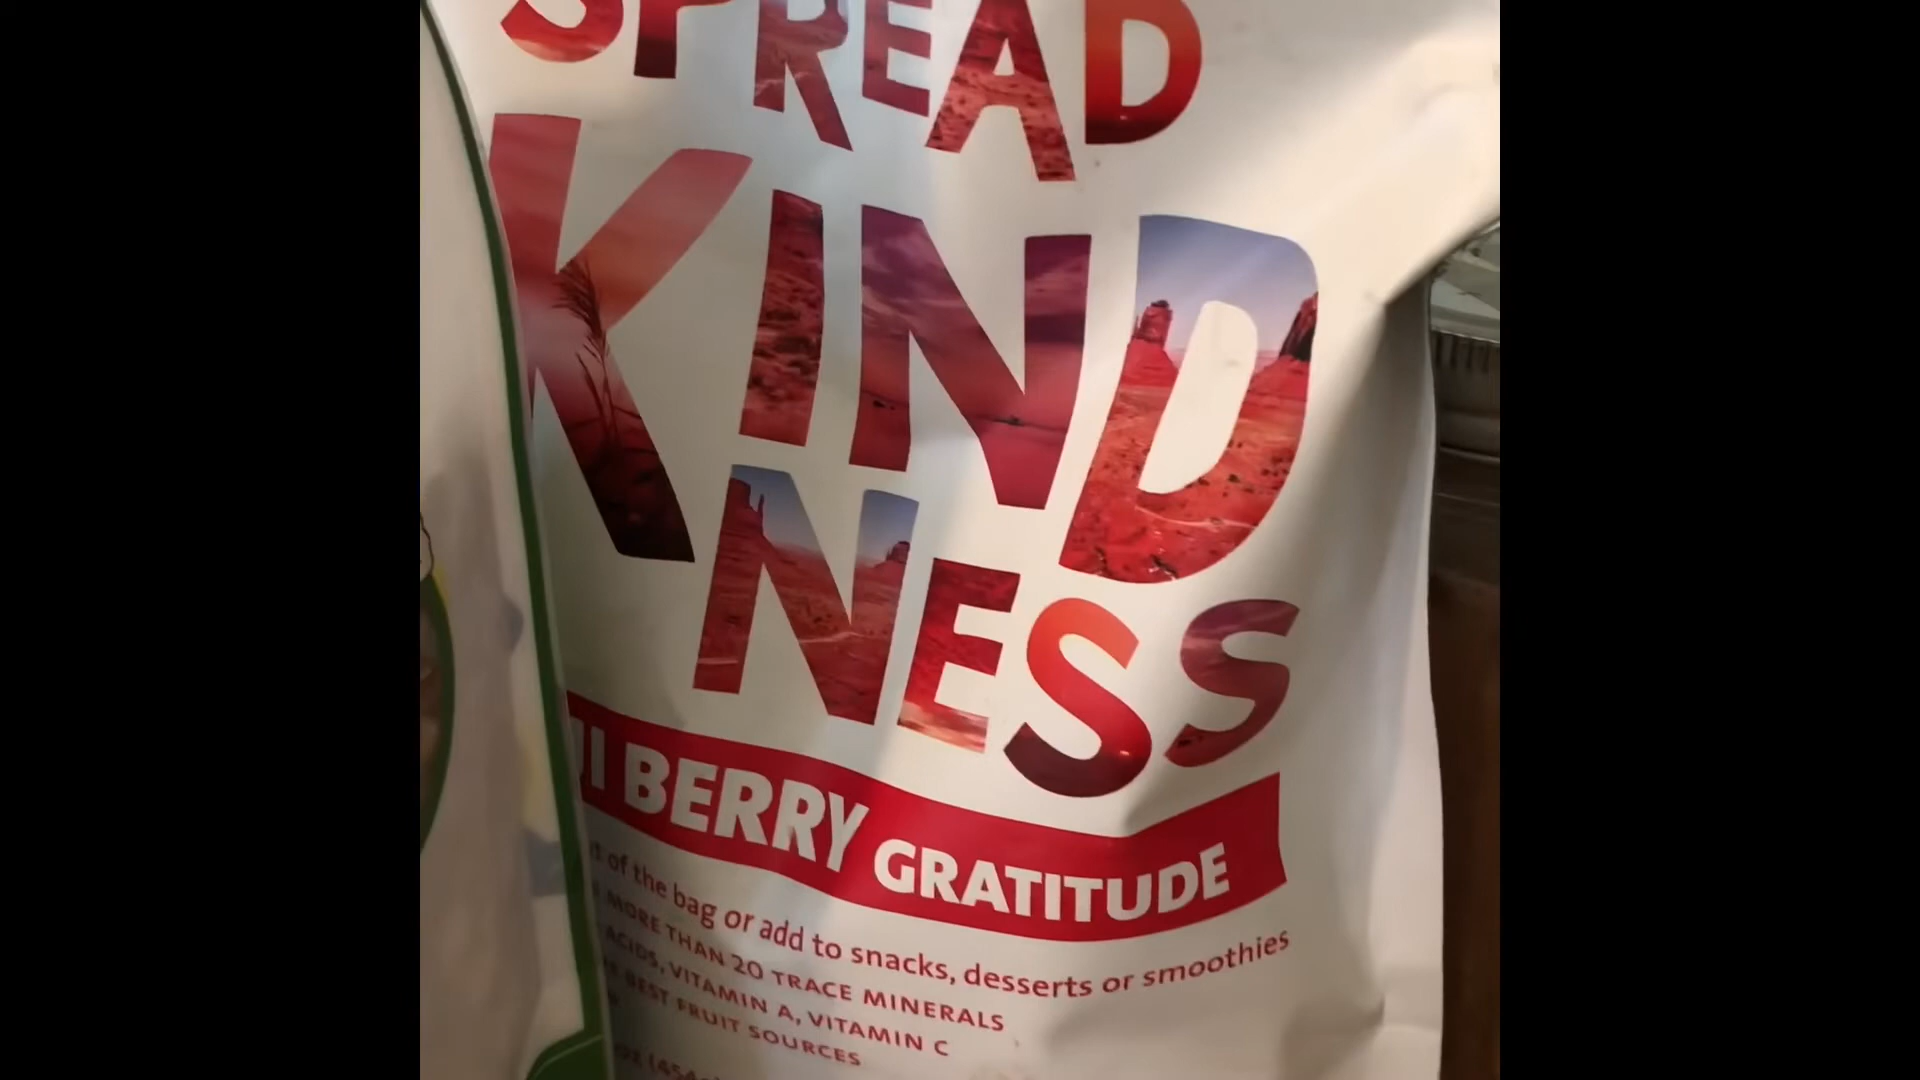 SPREAD
KIND
NESS
BERRY GRATITUDE
of the bag or add to snacks, desserts or smoothies
MORE THAN 20 TRACE MINERALS
ACIDS, VITAMIN A, VITAMIN C
BEST FRUIT SOURCES